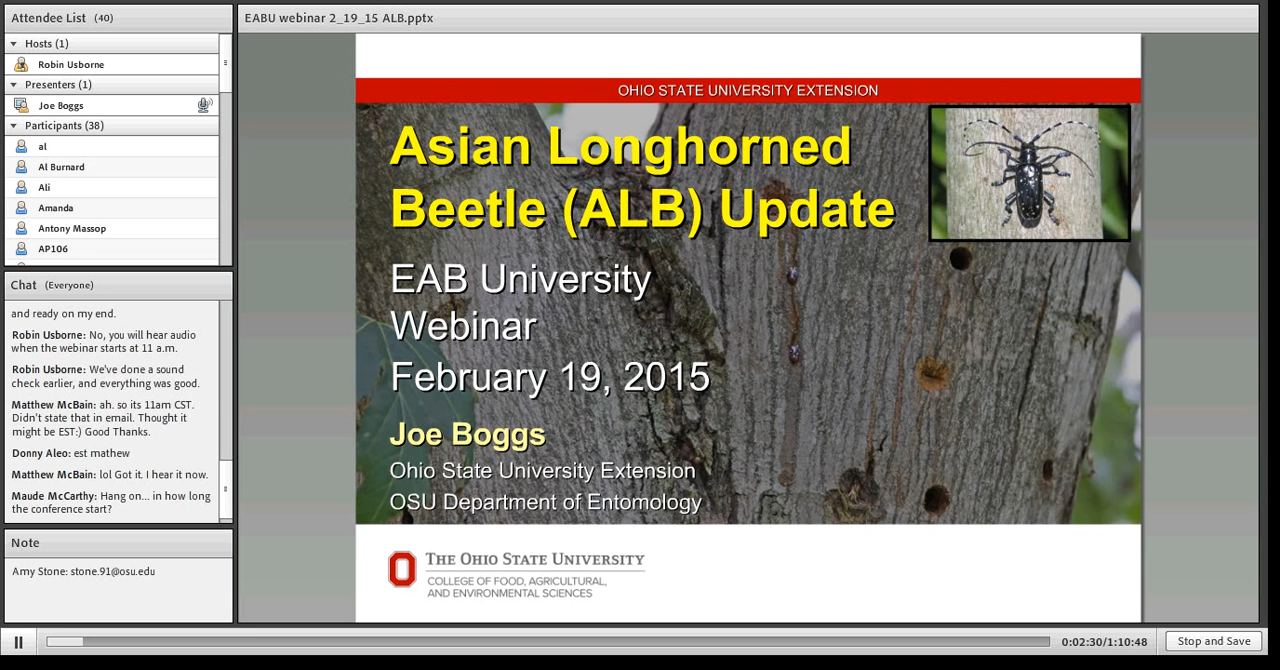 Attendee List (40)
Hosts (1)
Robin Usborne
Presenters (1)
Joe Boggs
Participants (38)
al
Al Burnard
Ali
Amanda
Antony Massop
AP106
Chat (Everyone)
and ready on my end.
Robin Usborne: No, you will hear audio
when the webinar starts at 11 a.m.
Robin Usborne: We've done a sound
check earlier, and everything was good.
Matthew McBain: ah. so its 11am CST.
Didn't state that in email. Thought it
might be EST:) Good Thanks.
Donny Aleo: est mathew
Matthew McBain: lol Got it. I hear it now.
Maude McCarthy: Hang on... in how long
the conference start?
Note
Amy Stone: stone.91@osu.edu
EABU webinar 2_19_15 ALB.pptx
OHIO STATE UNIVERSITY EXTENSION
Asian Longhorned
Beetle (ALB) Update
EAB University
Webinar
February 19, 2015
Joe Boggs
Ohio State University Extension
OSU Department of Entomology
THE OHIO STATE UNIVERSITY
COLLEGE OF FOOD, AGRICULTURAL,
AND ENVIRONMENTAL SCIENCES
0:02:30/1:10:48
Stop and Save